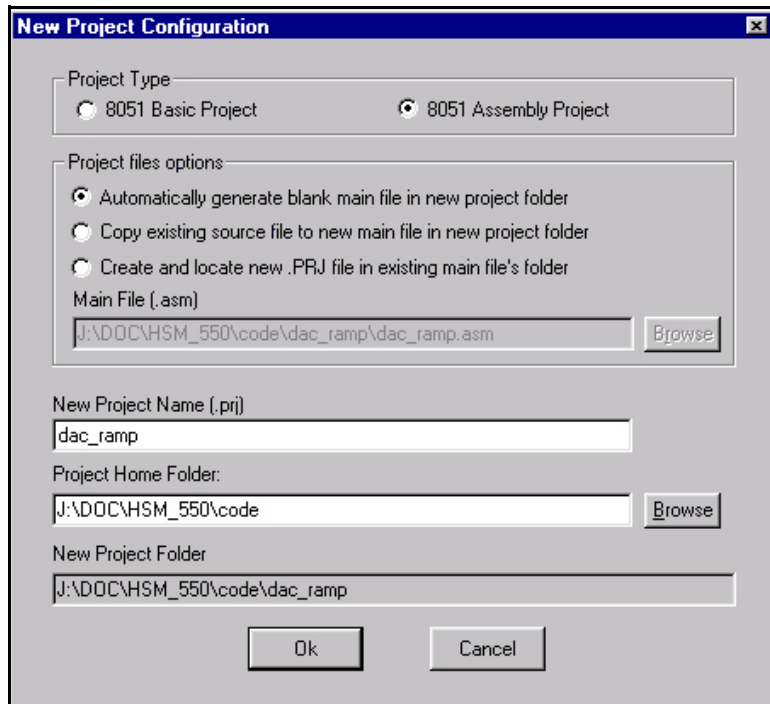 New Project Configuration
Project Type
8051 Basic Project
8051 Assembly Project
Project files options
Automatically generate blank main file in new project folder
Copy existing source file to new main file in new project folder
Create and locate new .PRJ file in existing main file's folder
Main File (.asm)
J:\DOC\HSM_550\code\dac_ramp\dac_ramp.asm
Browse
New Project Name (.prj)
dac_ramp
Project Home Folder:
J:\DOC\HSM_550\code
Browse
New Project Folder
J:\DOC\HSM_550\code\dac_ramp
Ok
Cancel